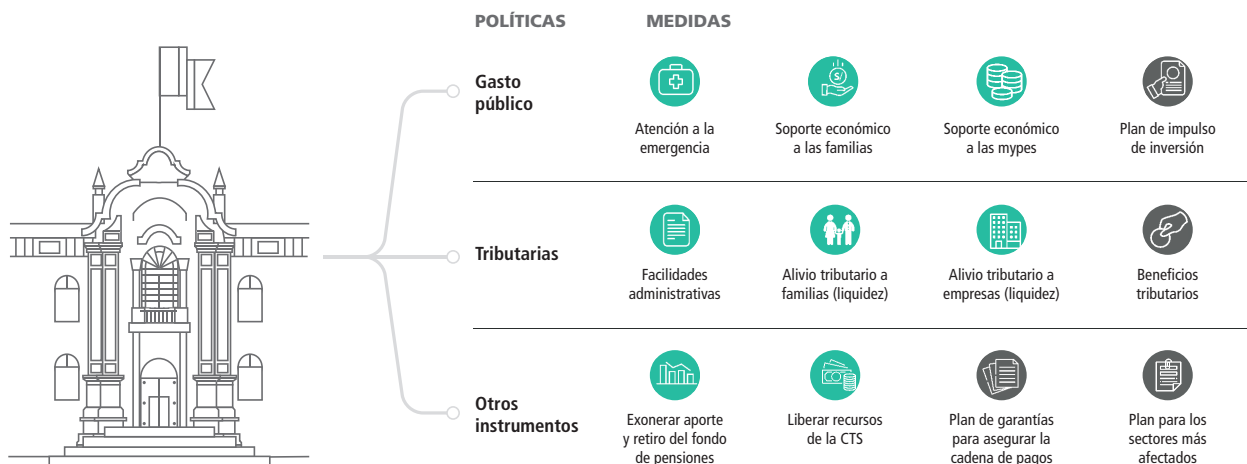 POLÍTICAS
MEDIDAS
Gasto
público
Atención a la
emergencia
S/
Soporte económico
a las familias
Soporte económico
a las mypes
Plan de impulso
de inversión
Tributarias
Facilidades
administrativas
Alivio tributario a
familias (liquidez)
Alivio tributario a
empresas (liquidez)
Beneficios
tributarios
Otros
instrumentos
Exonerar aporte
y retiro del fondo
de pensiones
Liberar recursos
de la CTS
Plan de garantías
para asegurar la
cadena de pagos
Plan para los
sectores más
afectados